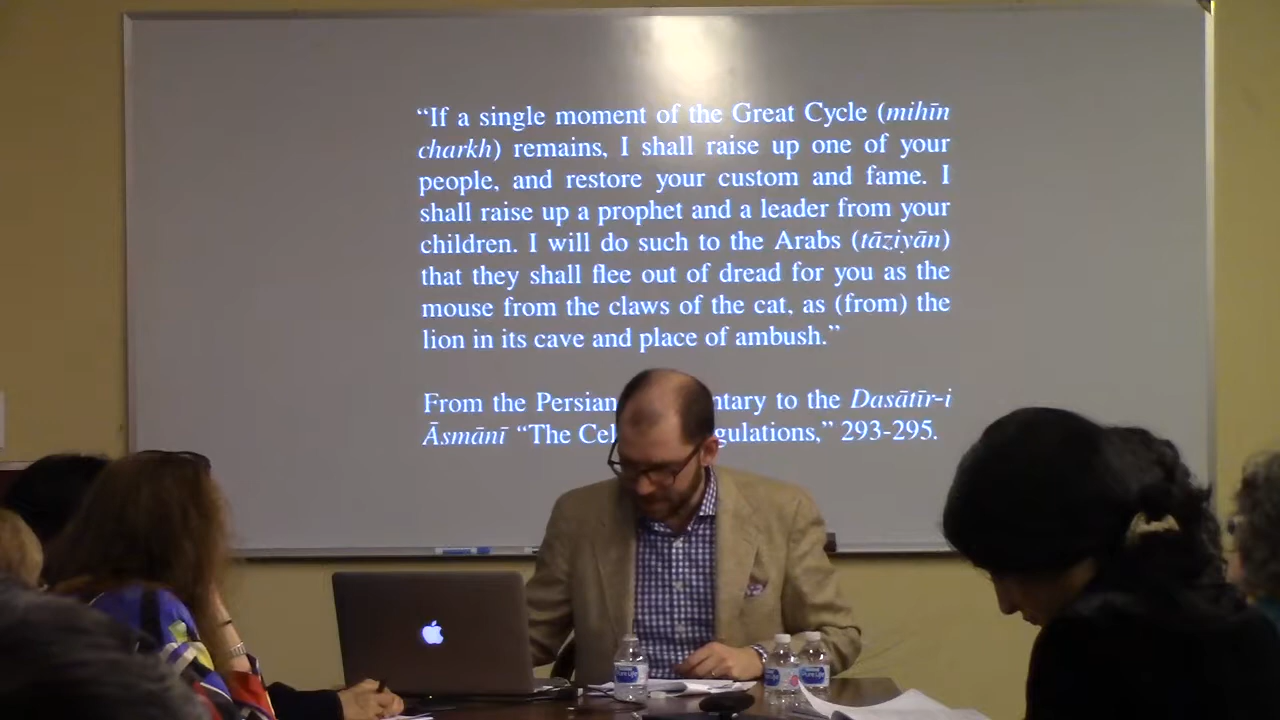 “If a single moment of the Great Cycle (mihīn
charkh) remains, I shall raise up one of your
people, and restore your custom and fame. I
shall raise up a prophet and a leader from your
children. I will do such to the Arabs (tāziyān)
that they shall flee out of dread for you as the
mouse from the claws of the cat, as (from) the
lion in its cave and place of ambush.”
From the Persian ntary to the Dasātīr-i
Āsmānī “The Cel gulations,” 293-295.